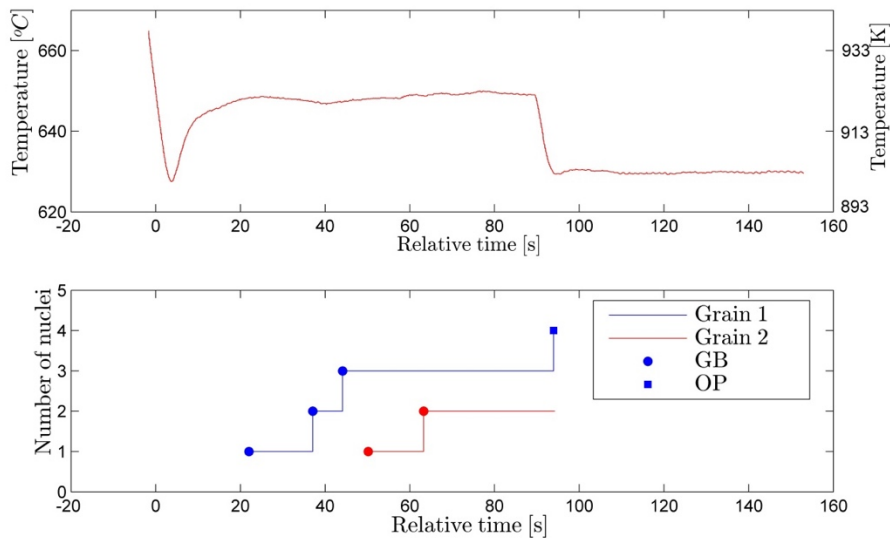 Temperature [°C]
660
640
620
933
913
893
Temperature [K]
-20 0 20 40 60 80 100 120 140 160
Relative time [s]
Number of nuclei
5
4
3
2
1
0
Grain 1
Grain 2
GB
OP
-20 0 20 40 60 80 100 120 140 160
Relative time [s]